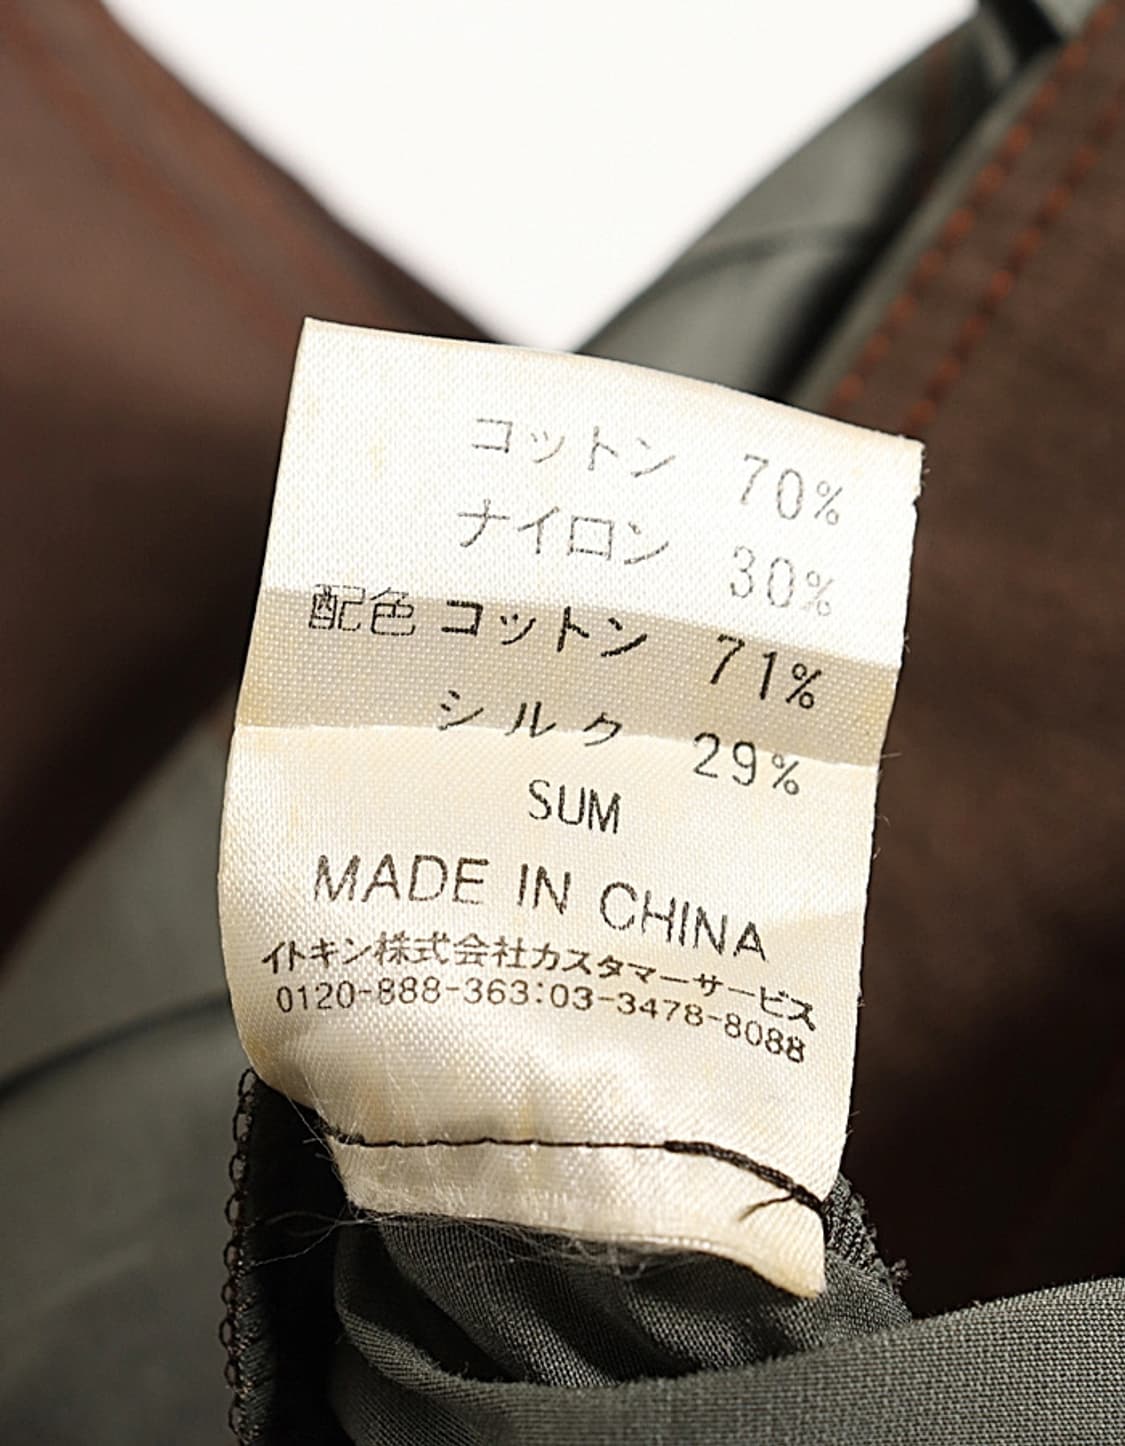 コットン 70%
ナイロン 30%
配色 コットン 71%
シルク 29%
SUM
MADE IN CHINA
イトキン株式会社カスタマーサービス
0120-888-363:03-3478-8088